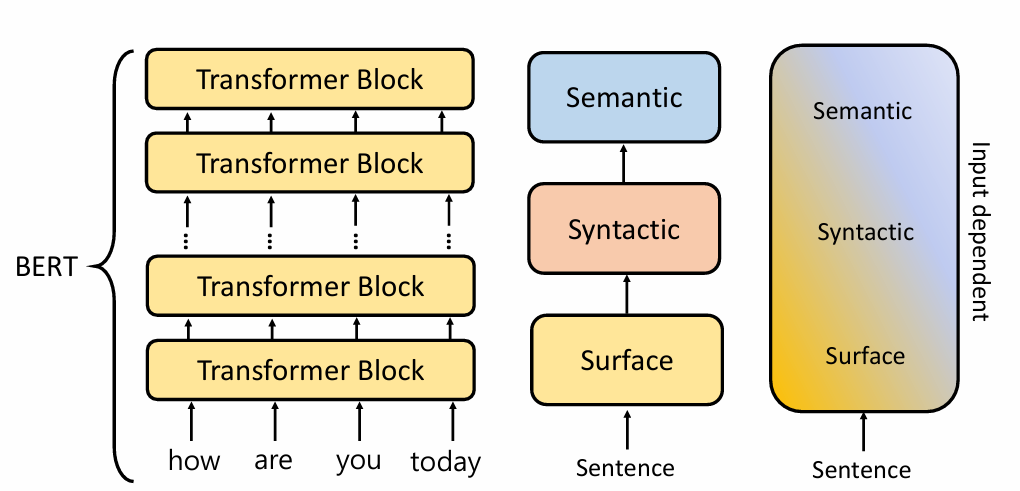 BERT
Transformer Block
Transformer Block
Transformer Block
Transformer Block
how are you today
Semantic
Syntactic
Surface
Sentence
Semantic
Syntactic
Surface
Sentence
Input dependent